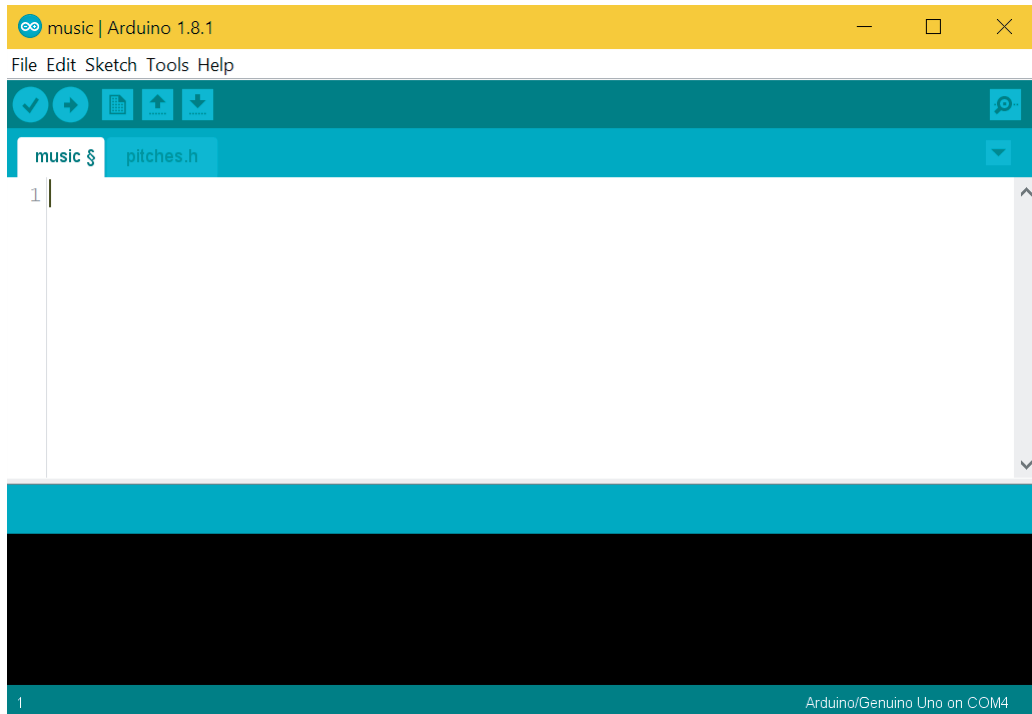 music | Arduino 1.8.1
File Edit Sketch Tools Help
music § pitches.h
1
1 Arduino/Genuino Uno on COM4